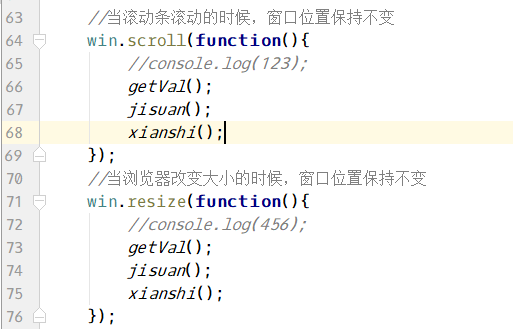 63 //当滚动条滚动的时候，窗口位置保持不变
64 win.scroll(function(){
65 //console.log(123);
66 getVal();
67 jisuan();
68 xianshi();
69 });
70 //当浏览器改变大小的时候，窗口位置保持不变
71 win.resize(function(){
72 //console.log(456);
73 getVal();
74 jisuan();
75 xianshi();
76 });